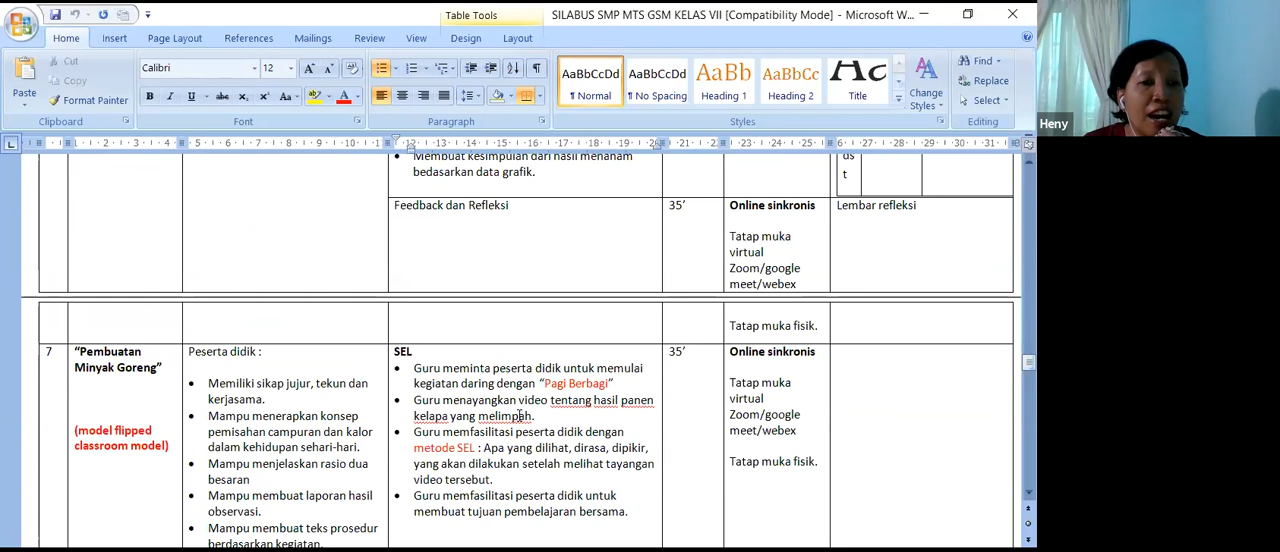 Table Tools
SILABUS SMP MTS GSM KELAS VII [Compatibility Mode] - Microsoft W...
Home Insert Page Layout References Mailings Review View Design Layout
Paste
Cut
Copy
Format Painter
Clipboard
Calibri 12
Font
Paragraph
AaBbCcDd AaBbCcDd AaBb AaBbCc
¶ Normal ¶ No Spacing Heading 1 Heading 2 Title
Styles
Change
Styles
Find
Replace
Select
Editing
Heny
Membuat kesimpulan dari hasil menanam
bedasarkan data grafik.
ds
t
Feedback dan Refleksi 35’ Online sinkronis Lembar refleksi
Tatap muka
virtual
Zoom/google
meet/webex
Tatap muka fisik.
7
“Pembuatan
Minyak Goreng”
(model flipped
classroom model)
Peserta didik :
• Memiliki sikap jujur, tekun dan
kerjasama.
• Mampu menerapkan konsep
pemisahan campuran dan kalor
dalam kehidupan sehari-hari.
• Mampu menjelaskan rasio dua
besaran
• Mampu membuat laporan hasil
observasi.
• Mampu membuat teks prosedur
berdasarkan kegiatan.
SEL
• Guru meminta peserta didik untuk memulai
kegiatan daring dengan “Pagi Berbagi”
• Guru menayangkan video tentang hasil panen
kelapa yang melimpah.
• Guru memfasilitasi peserta didik dengan
metode SEL : Apa yang dilihat, dirasa, dipikir,
yang akan dilakukan setelah melihat tayangan
video tersebut.
• Guru memfasilitasi peserta didik untuk
membuat tujuan pembelajaran bersama.
35’
Online sinkronis
Tatap muka
virtual
Zoom/google
meet/webex
Tatap muka fisik.